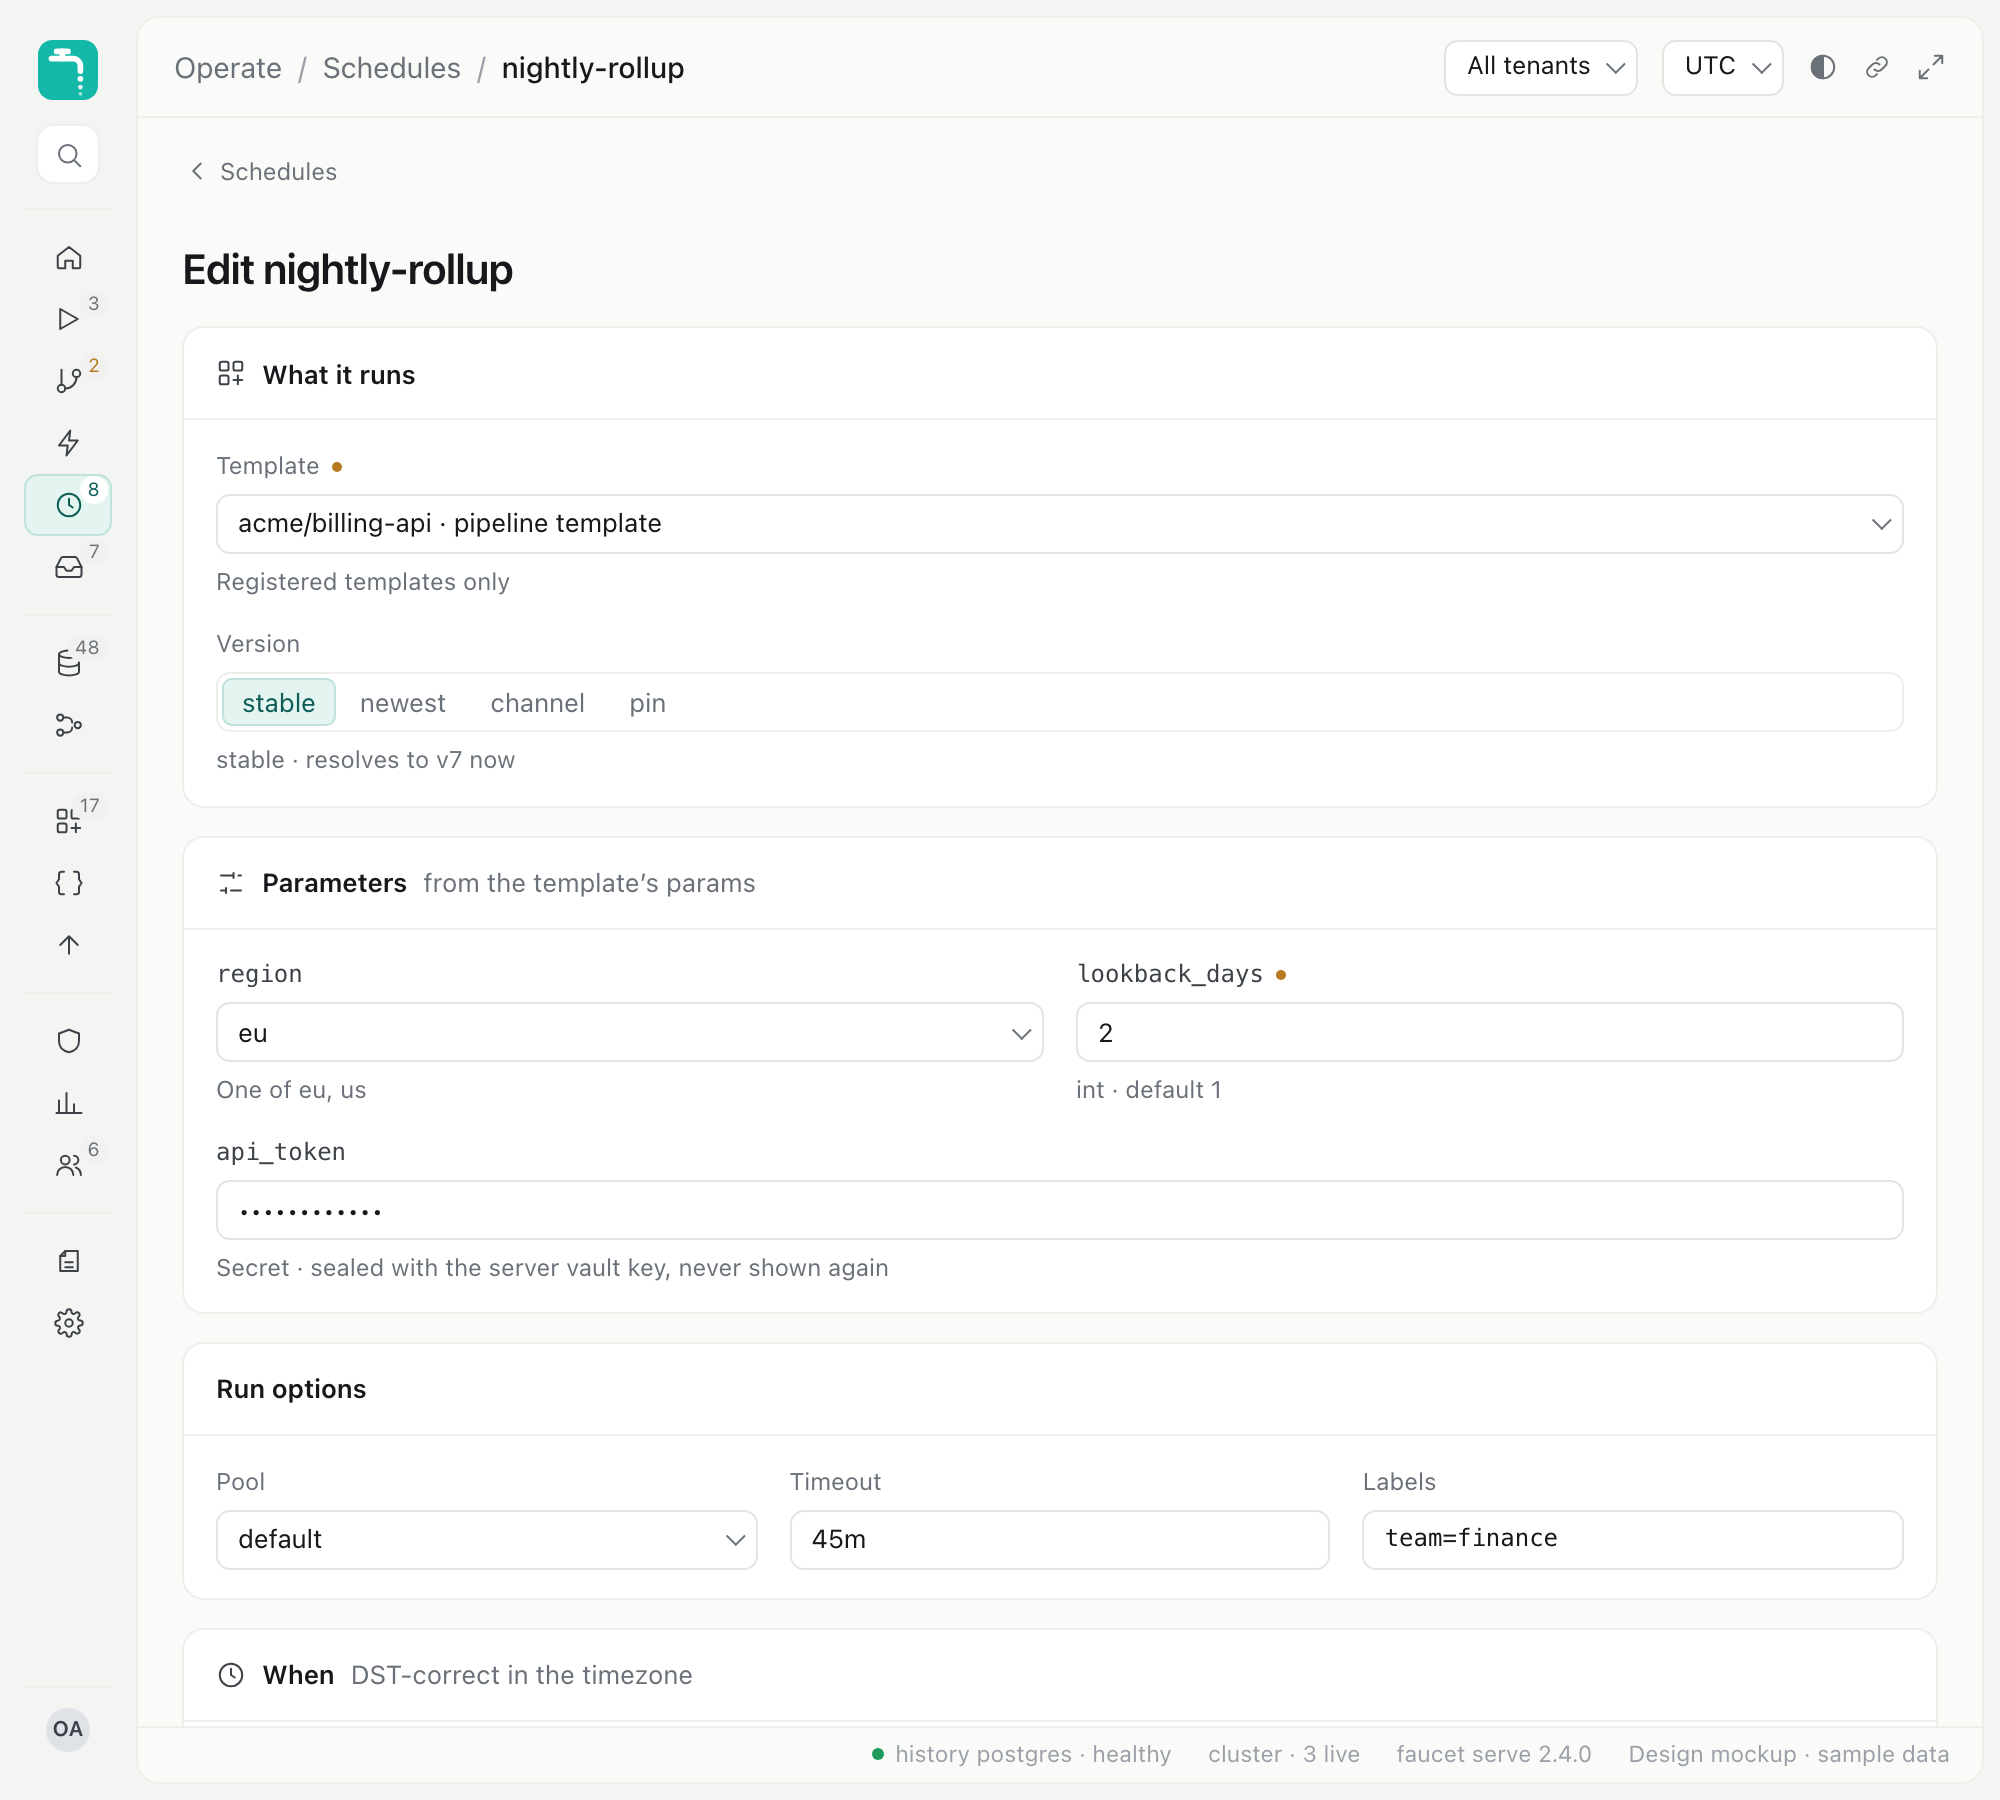 Operate / Schedules / nightly-rollup
All tenants
UTC
Schedules
3
2
8
7
48
17
6
OA
Edit nightly-rollup
What it runs
Template
acme/billing-api · pipeline template
Registered templates only
Version
stable newest channel pin
stable · resolves to v7 now
Parameters from the template’s params
region
eu
One of eu, us
lookback_days
2
int · default 1
api_token
••••••••••••
Secret · sealed with the server vault key, never shown again
Run options
Pool
default
Timeout
45m
Labels
team=finance
When DST-correct in the timezone
history postgres · healthy cluster · 3 live faucet serve 2.4.0 Design mockup · sample data